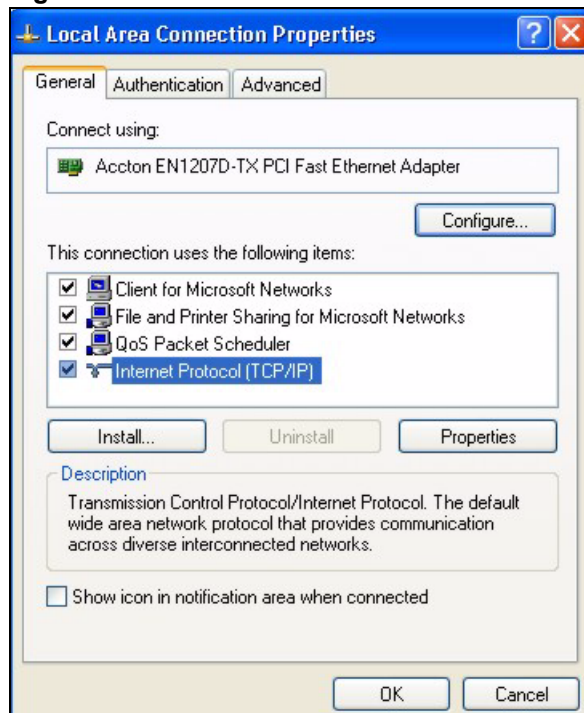 Local Area Connection Properties
General Authentication Advanced
Connect using:
Accton EN1207D-TX PCI Fast Ethernet Adapter
Configure...
This connection uses the following items:
Client for Microsoft Networks
File and Printer Sharing for Microsoft Networks
QoS Packet Scheduler
Internet Protocol (TCP/IP)
Install... Uninstall Properties
Description
Transmission Control Protocol/Internet Protocol. The default
wide area network protocol that provides communication
across diverse interconnected networks.
Show icon in notification area when connected
OK Cancel